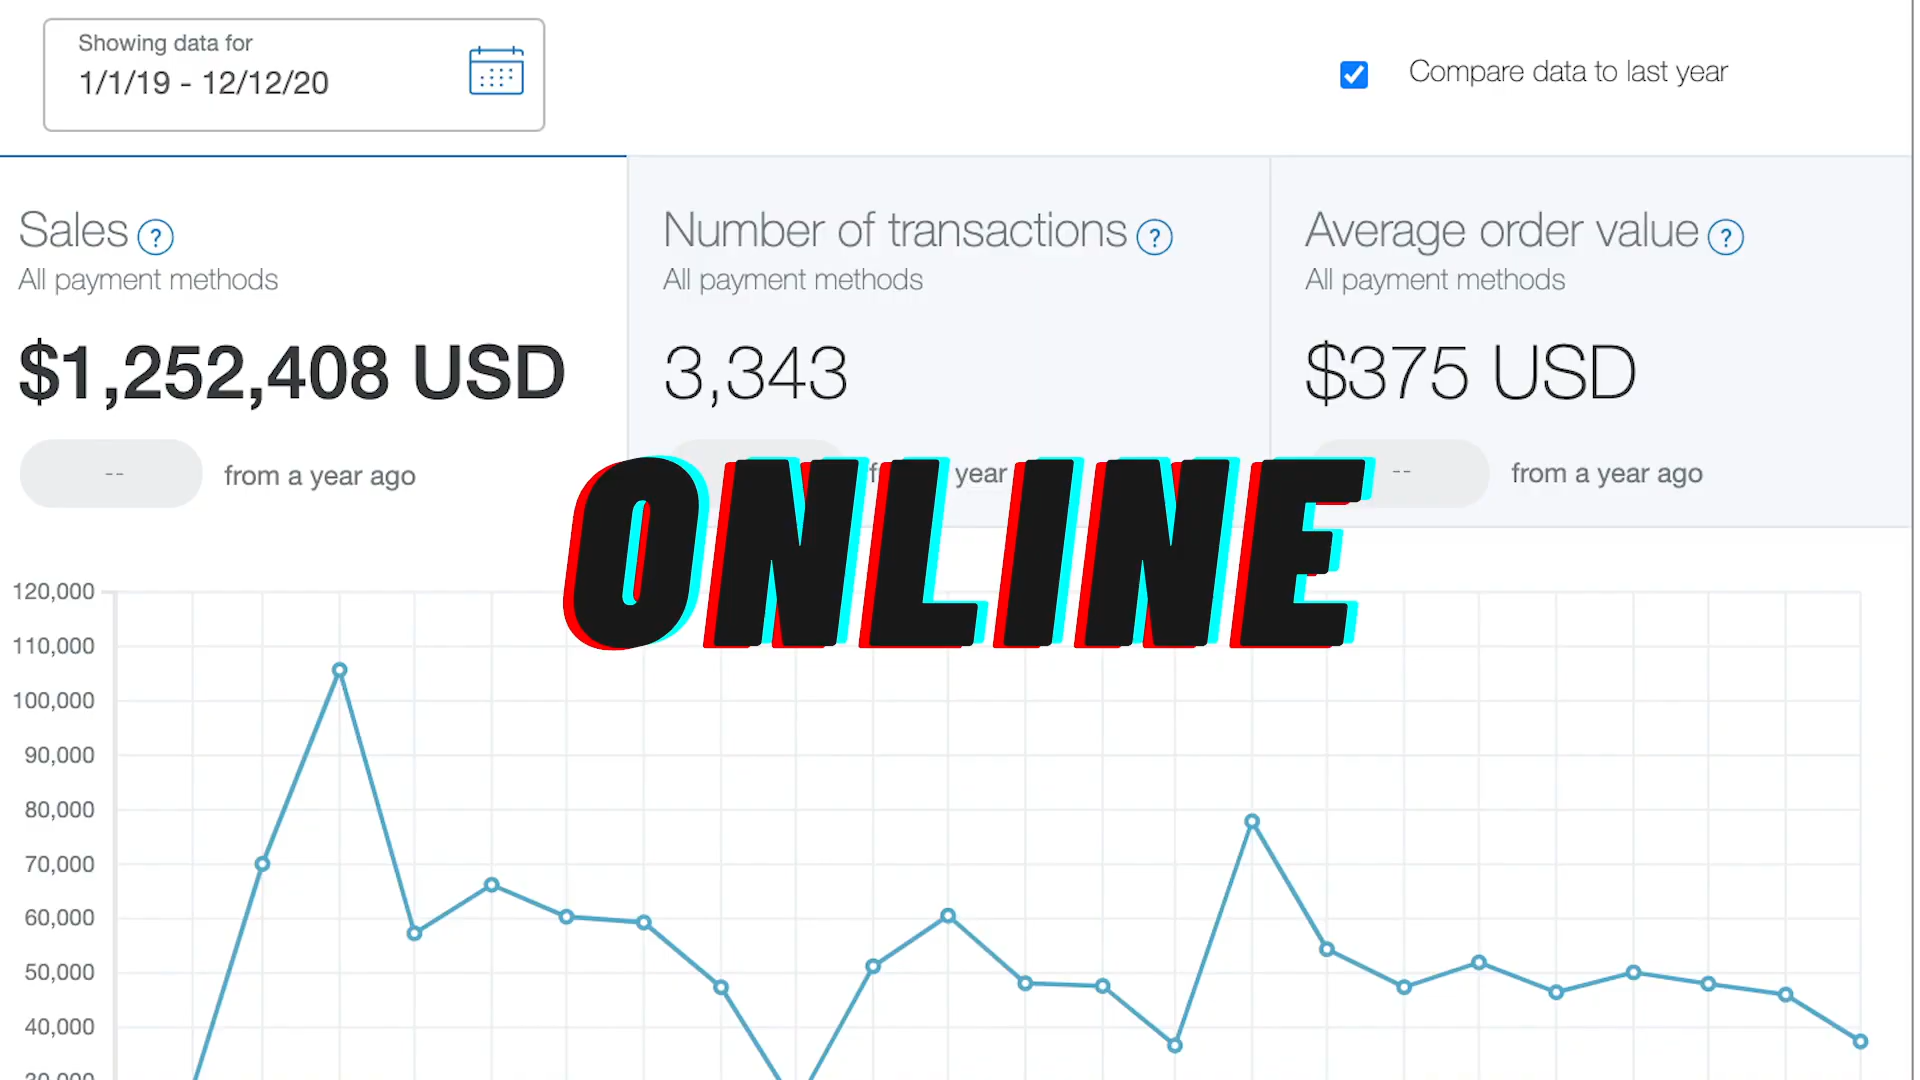 Showing data for
1/1/19 - 12/12/20
Compare data to last year
Sales ?
All payment methods
$1,252,408 USD
-- from a year ago
Number of transactions ?
All payment methods
3,343
year
Average order value ?
All payment methods
$375 USD
-- from a year ago
ONLINE
120,000
110,000
100,000
90,000
80,000
70,000
60,000
50,000
40,000